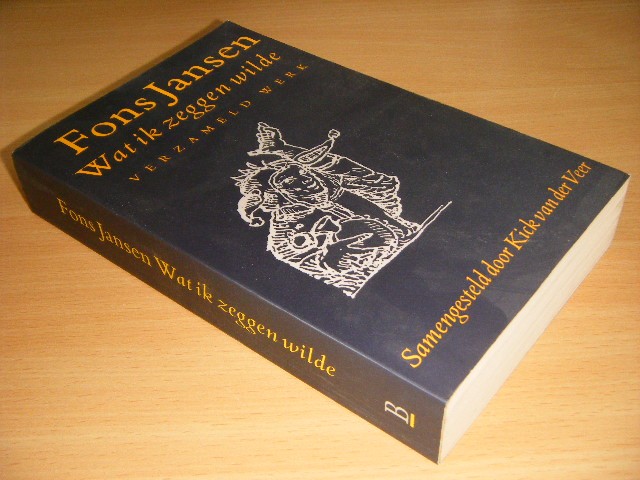 Fons Jansen
Wat ik zeggen wilde
VERZAMELD WERK
Samengesteld door Kick van der Veer
Fons Jansen Wat ik zeggen wilde
B